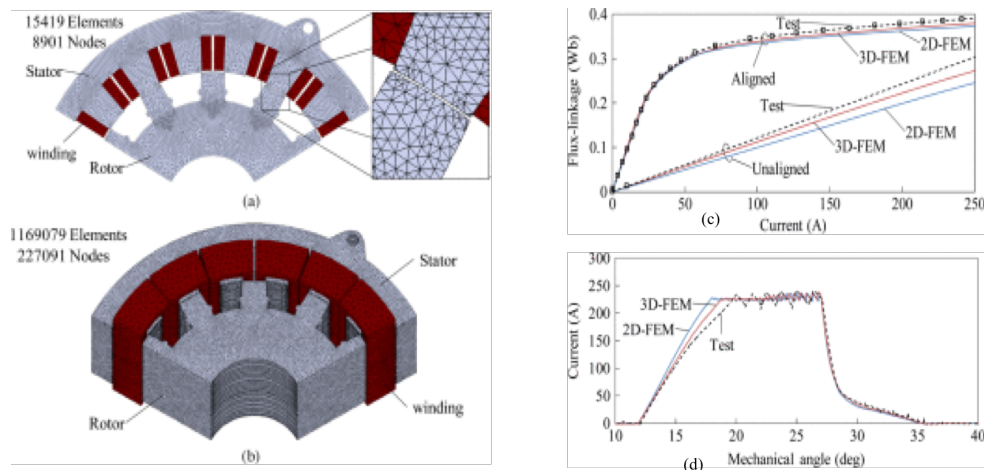 15419 Elements
8901 Nodes
Stator
winding
Rotor
(a)
1169079 Elements
227091 Nodes
Stator
Rotor
winding
(b)
Flux-linkage (Wb)
0.4
0.3
0.2
0.1
0
Test
2D-FEM
3D-FEM
Aligned
Test
2D-FEM
3D-FEM
Unaligned
0 50 100 150 200 250
(c)
Current (A)
Current (A)
300
250
200
150
100
50
0
3D-FEM
2D-FEM
Test
10 15 20 25 30 35 40
Mechanical angle (deg)
(d)